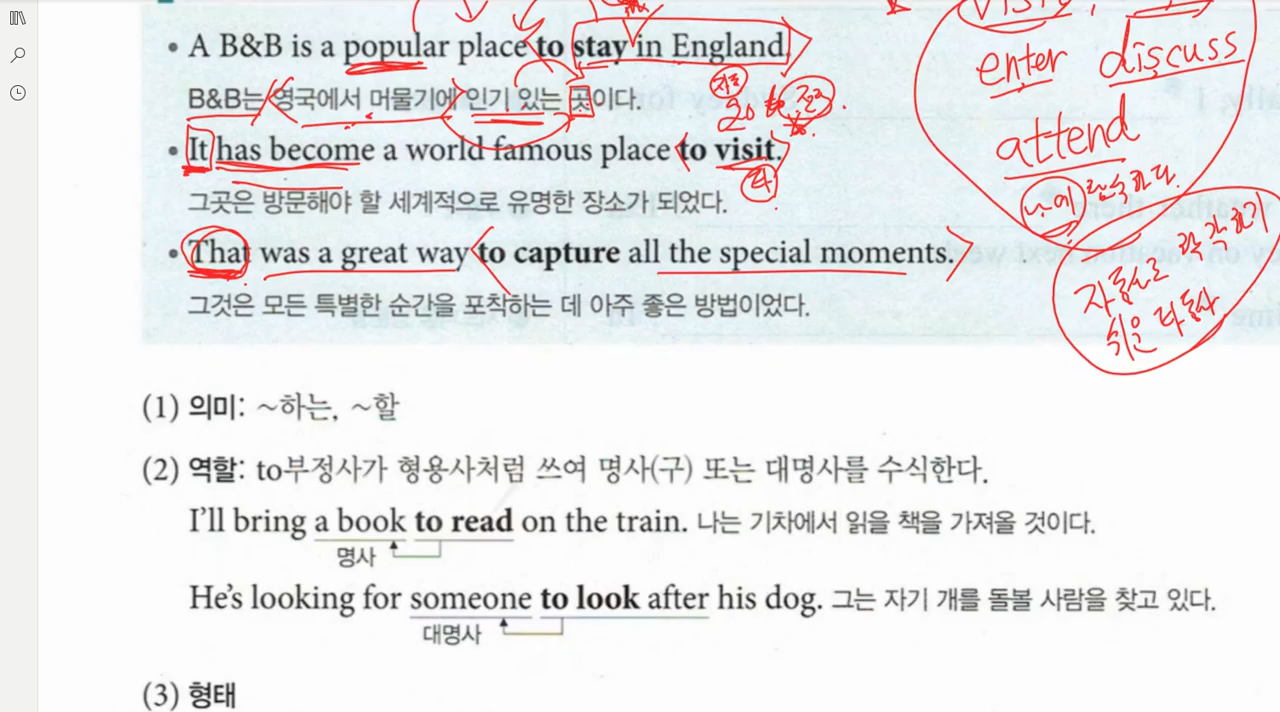 • A B&B is a popular place to stay in England.
B&B는 영국에서 머물기에 인기 있는 곳이다.
• It has become a world famous place to visit.
그곳은 방문해야 할 세계적으로 유명한 장소가 되었다.
• That was a great way to capture all the special moments.
그것은 모든 특별한 순간을 포착하는 데 아주 좋은 방법이었다.
enter discuss
attend
자동사로 착각하기
쉬운 타동사
(1) 의미: ~하는, ~할
(2) 역할: to부정사가 형용사처럼 쓰여 명사(구) 또는 대명사를 수식한다.
I'll bring a book to read on the train. 나는 기차에서 읽을 책을 가져올 것이다.
명사
He's looking for someone to look after his dog. 그는 자기 개를 돌볼 사람을 찾고 있다.
대명사
(3) 형태